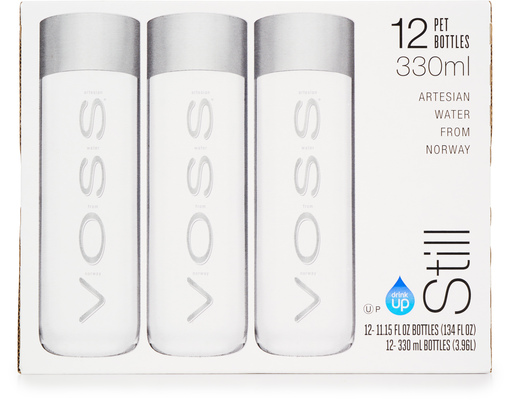 VOSS
VOSS
VOSS
12 PET
BOTTLES
330ml
ARTESIAN
WATER
FROM
NORWAY
Still
drink
up
U P
12- 11.15 FL OZ BOTTLES (134 FL OZ)
12- 330 mL BOTTLES (3.96L)